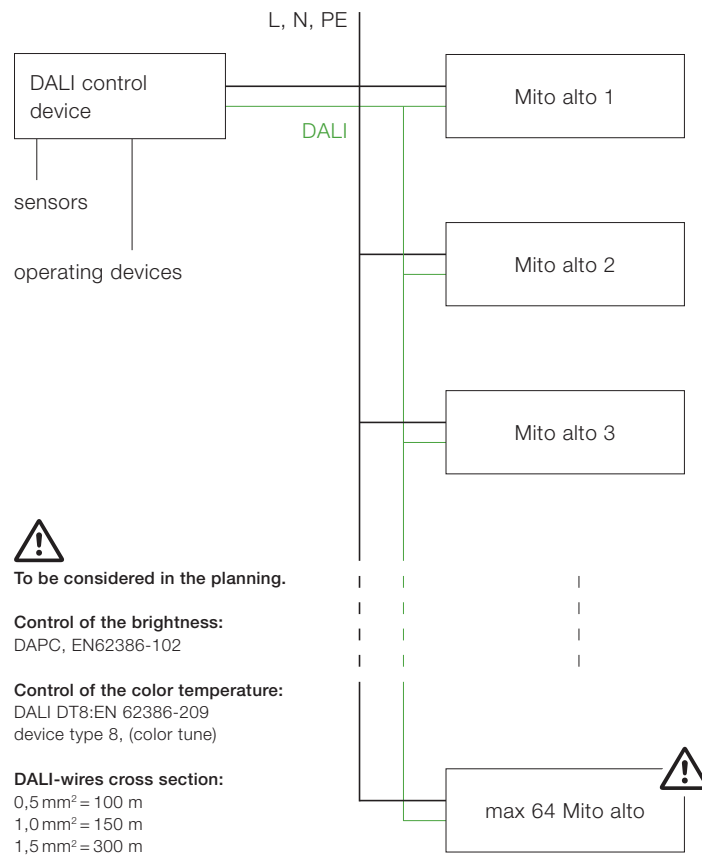 L, N, PE
DALI control
device
Mito alto 1
DALI
sensors
Mito alto 2
operating devices
Mito alto 3
To be considered in the planning.
Control of the brightness:
DAPC, EN62386-102
Control of the color temperature:
DALI DT8:EN 62386-209
device type 8, (color tune)
DALI-wires cross section:
0,5 mm² = 100 m
1,0 mm² = 150 m
1,5 mm² = 300 m
max 64 Mito alto